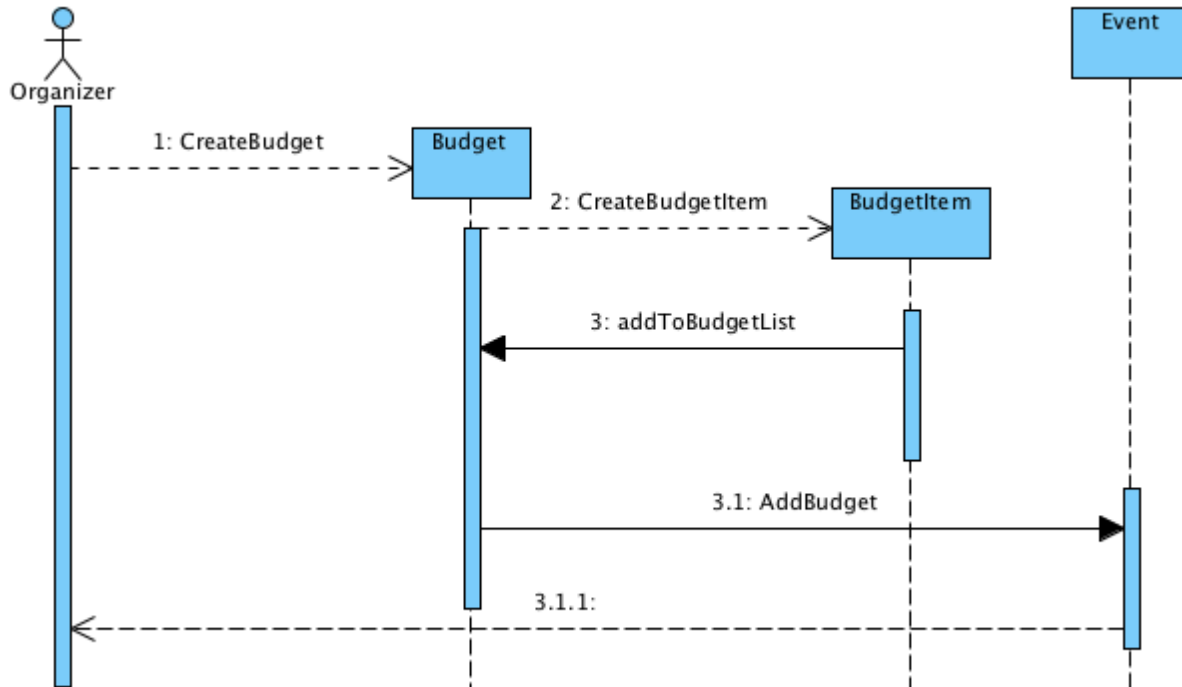 Event
Organizer
1: CreateBudget
Budget
2: CreateBudgetItem
BudgetItem
3: addToBudgetList
3.1: AddBudget
3.1.1: